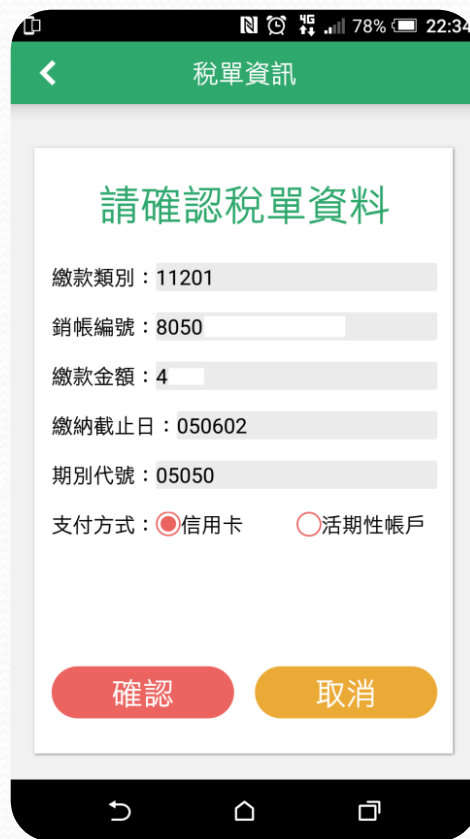 4G 78% 22:34
稅單資訊
請確認稅單資料
繳款類別：11201
銷帳編號：8050
繳款金額：4
繳納截止日：050602
期別代號：05050
支付方式：信用卡 活期性帳戶
確認 取消